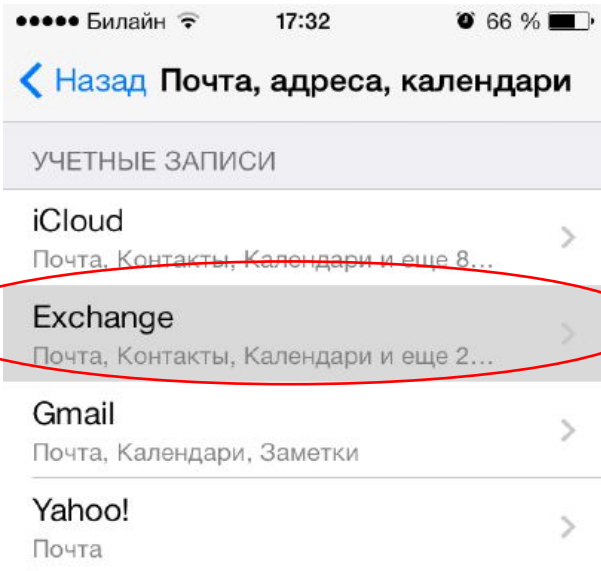 Билайн 17:32 66 %
Назад Почта, адреса, календари
УЧЕТНЫЕ ЗАПИСИ
iCloud
Почта, Контакты, Календари и еще 8...
Exchange
Почта, Контакты, Календари и еще 2...
Gmail
Почта, Календари, Заметки
Yahoo!
Почта